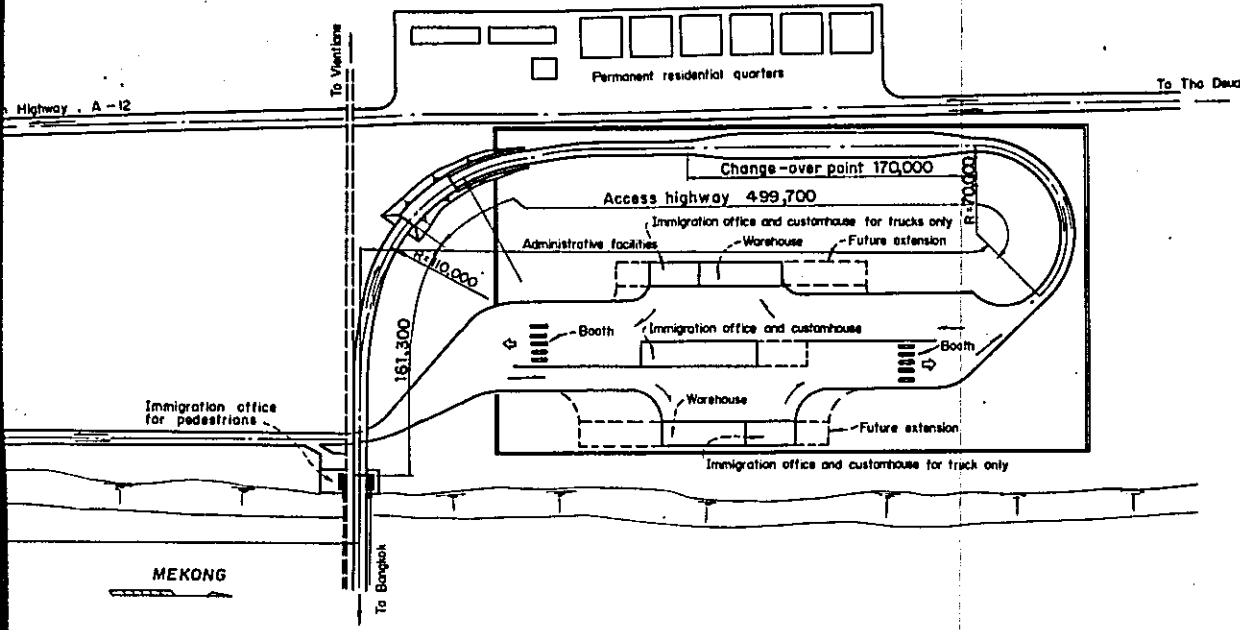 To Vientiane
Permanent residential quarters
To Tha Deua
Highway . A-12
Change-over point 170,000
R=70,000
Access highway 499,700
Immigration office and customhouse for trucks only
Administrative facilities
Warehouse
Future extension
R=110,000
161,300
Booth
Immigration office and customhouse
Booth
Immigration office
for pedestrians
Warehouse
Future extension
Immigration office and customhouse for truck only
MEKONG
To Bangkok